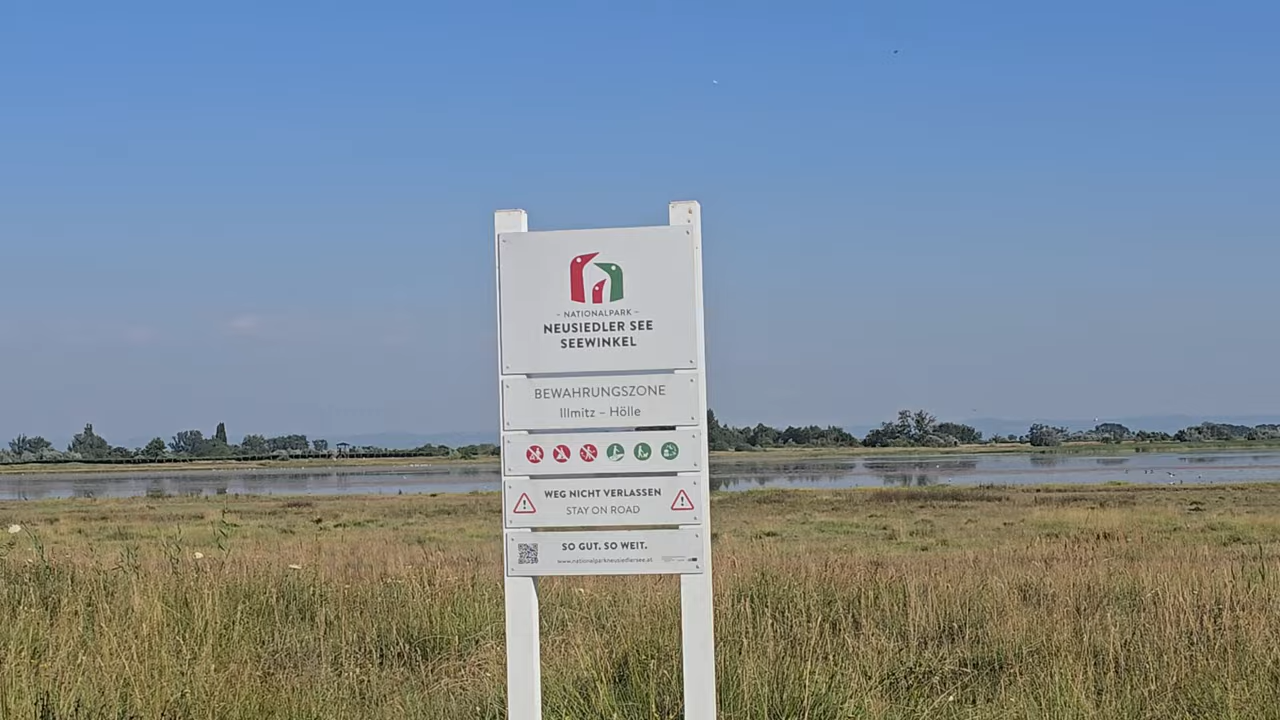 – NATIONALPARK –
NEUSIEDLER SEE
SEEWINKEL
BEWAHRUNGSZONE
Illmitz – Hölle
WEG NICHT VERLASSEN
STAY ON ROAD
SO GUT. SO WEIT.
www.nationalparkneusiedlersee.at